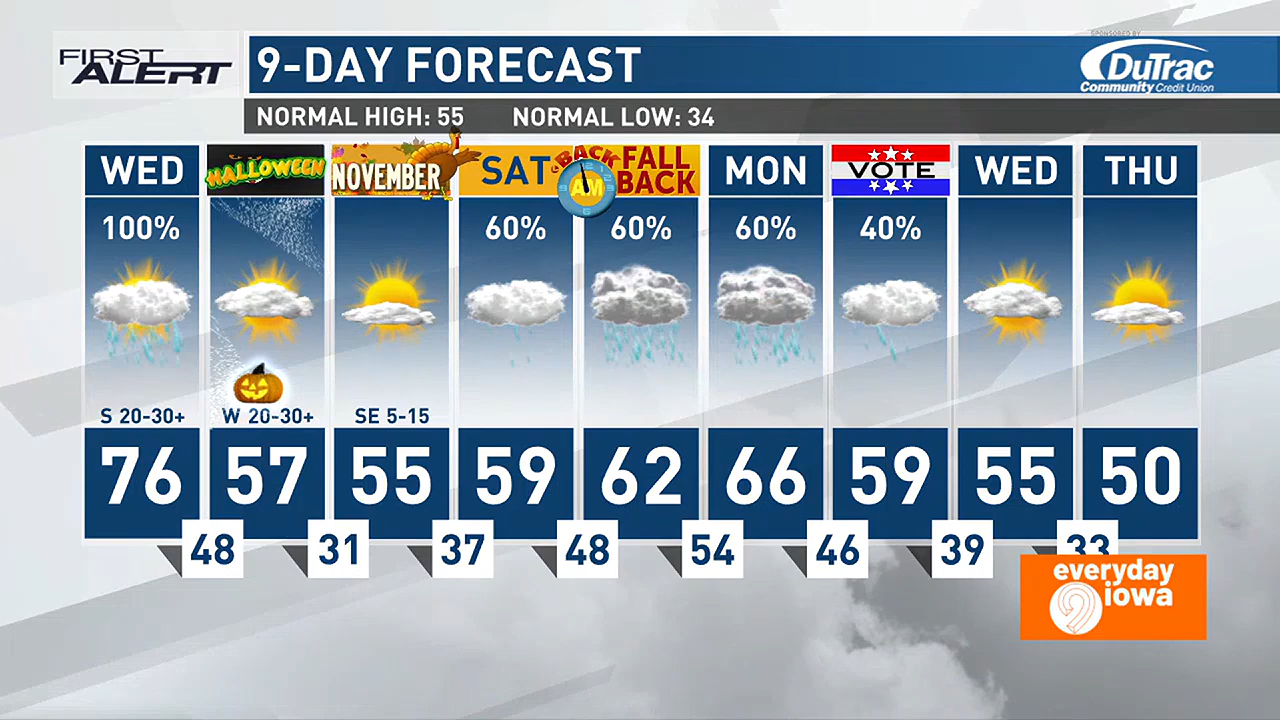 SPONSORED BY
FIRST ALERT
9-DAY FORECAST
DuTrac
Community Credit Union
NORMAL HIGH: 55 NORMAL LOW: 34
WED HALLOWEEN NOVEMBER SAT BACK FALL BACK MON VOTE WED THU
AM
100% 60% 60% 60% 40%
S 20-30+ W 20-30+ SE 5-15
76 57 55 59 62 66 59 55 50
48 31 37 48 54 46 39 33
everyday
9 iowa